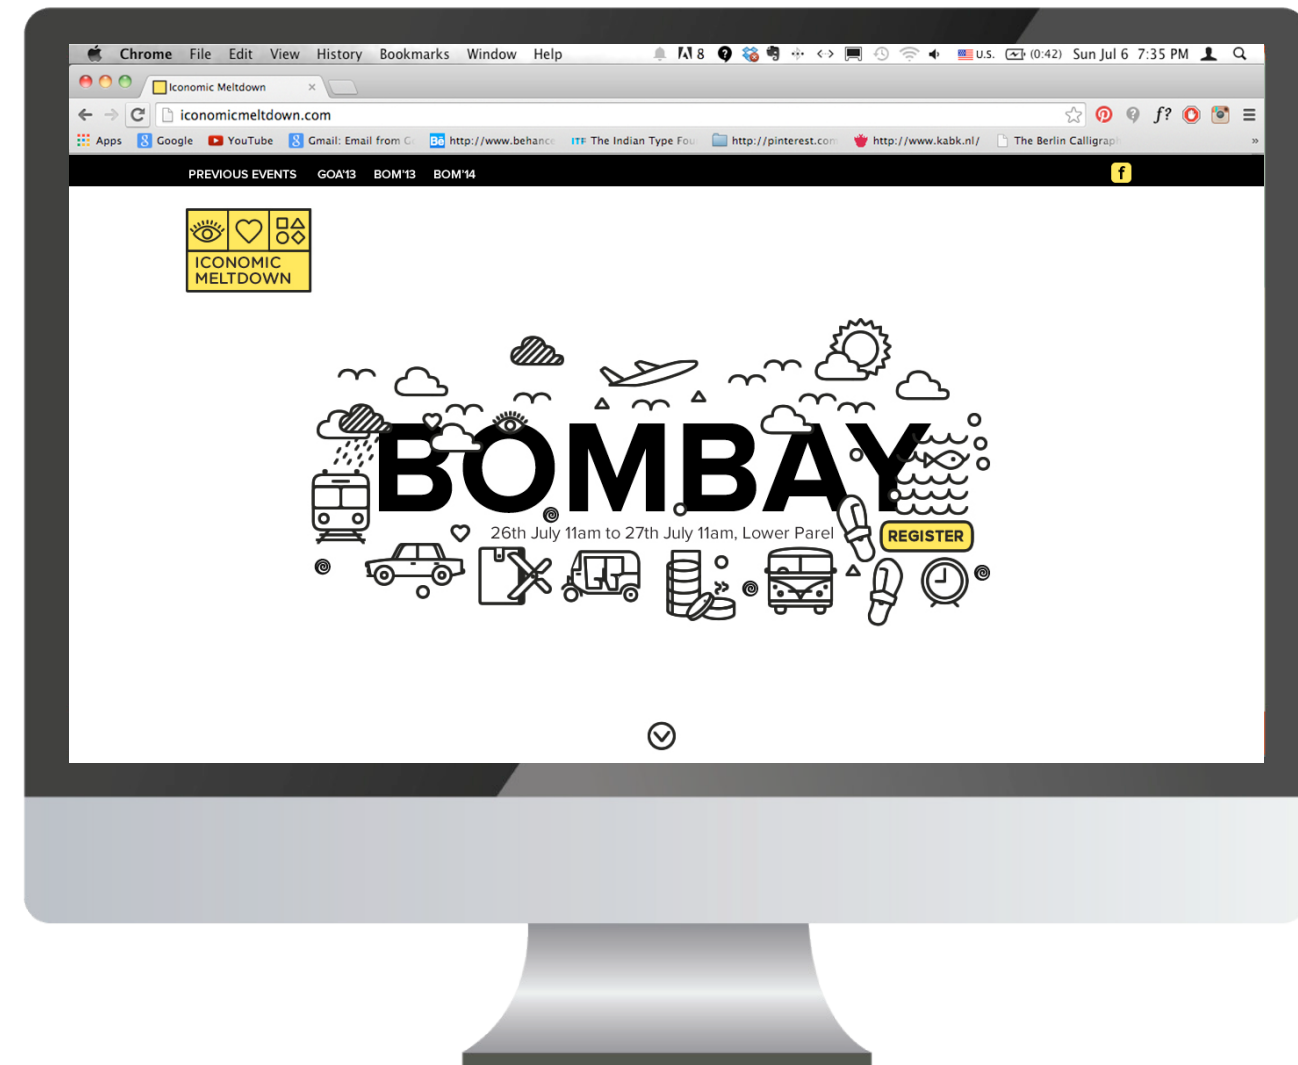 Chrome File Edit View History Bookmarks Window Help 8 U.S. (0:42) Sun Jul 6 7:35 PM
Iconomic Meltdown
iconomicmeltdown.com f?
Apps Google YouTube Gmail: Email from G Bē http://www.behance ITF The Indian Type Fou http://pinterest.com http://www.kabk.nl/ The Berlin Calligrap »
PREVIOUS EVENTS GOA'13 BOM'13 BOM'14 f
ICONOMIC
MELTDOWN
BOMBAY
26th July 11am to 27th July 11am, Lower Parel
REGISTER